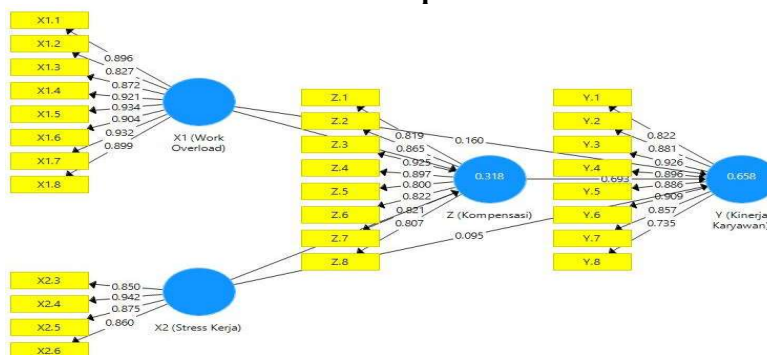 X1.1
X1.2
X1.3
X1.4
X1.5
X1.6
X1.7
X1.8
0.896
0.827
0.872
0.921
0.934
0.904
0.932
0.899
X1 (Work
Overload)
X2.3
X2.4
X2.5
X2.6
0.850
0.942
0.875
0.860
X2 (Stress Kerja)
Z.1
Z.2
Z.3
Z.4
Z.5
Z.6
Z.7
Z.8
0.819
0.865
0.925
0.897
0.800
0.822
0.821
0.807
0.318
Z (Kompensasi)
0.160
0.693
0.095
Y.1
Y.2
Y.3
Y.4
Y.5
Y.6
Y.7
Y.8
0.822
0.881
0.926
0.896
0.886
0.909
0.857
0.735
0.658
Y (Kinerja
Karyawan)